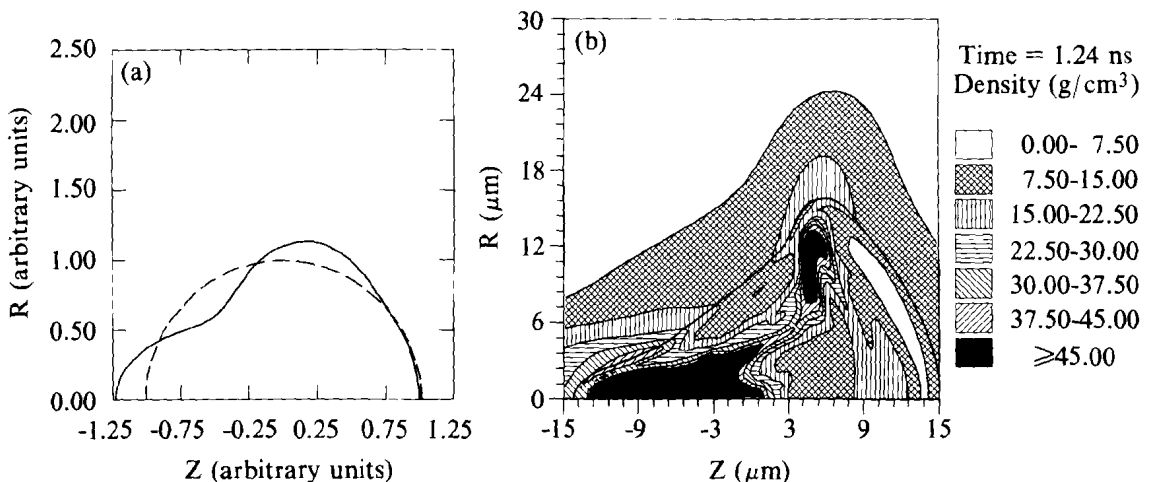 (a)
2.50
2.00
1.50
1.00
0.50
0.00
R (arbitrary units)
-1.25 -0.75 -0.25 0.25 0.75 1.25
Z (arbitrary units)
(b)
30
24
18
12
6
0
R (μm)
-15 -9 -3 3 9 15
Z (μm)
Time = 1.24 ns
Density (g/cm³)
0.00- 7.50
7.50-15.00
15.00-22.50
22.50-30.00
30.00-37.50
37.50-45.00
⩾45.00